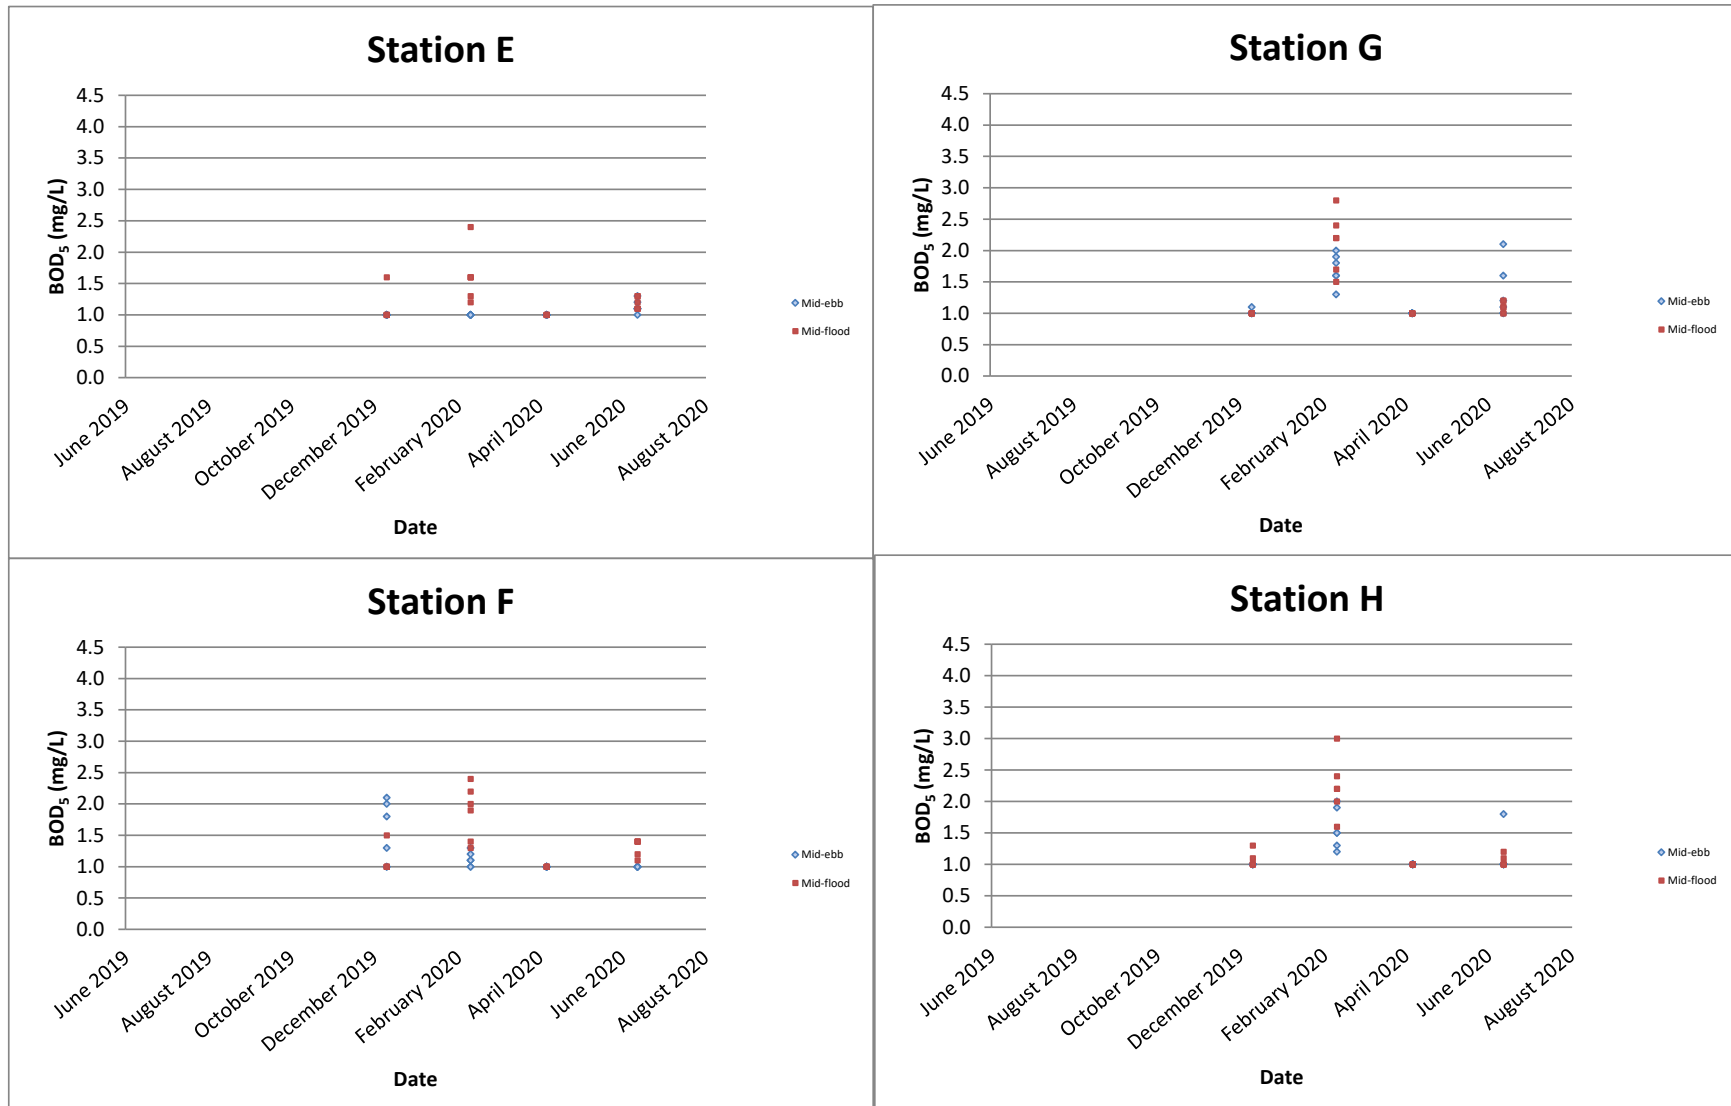 Station E
4.5
4.0
3.5
3.0
2.5
2.0
1.5
1.0
0.5
0.0
BOD5 (mg/L)
June 2019
August 2019
October 2019
December 2019
February 2020
April 2020
June 2020
August 2020
Date
Mid-ebb
Mid-flood
Station G
4.5
4.0
3.5
3.0
2.5
2.0
1.5
1.0
0.5
0.0
BOD5 (mg/L)
June 2019
August 2019
October 2019
December 2019
February 2020
April 2020
June 2020
August 2020
Date
Mid-ebb
Mid-flood
Station F
4.5
4.0
3.5
3.0
2.5
2.0
1.5
1.0
0.5
0.0
BOD5 (mg/L)
June 2019
August 2019
October 2019
December 2019
February 2020
April 2020
June 2020
August 2020
Date
Mid-ebb
Mid-flood
Station H
4.5
4.0
3.5
3.0
2.5
2.0
1.5
1.0
0.5
0.0
BOD5 (mg/L)
June 2019
August 2019
October 2019
December 2019
February 2020
April 2020
June 2020
August 2020
Date
Mid-ebb
Mid-flood